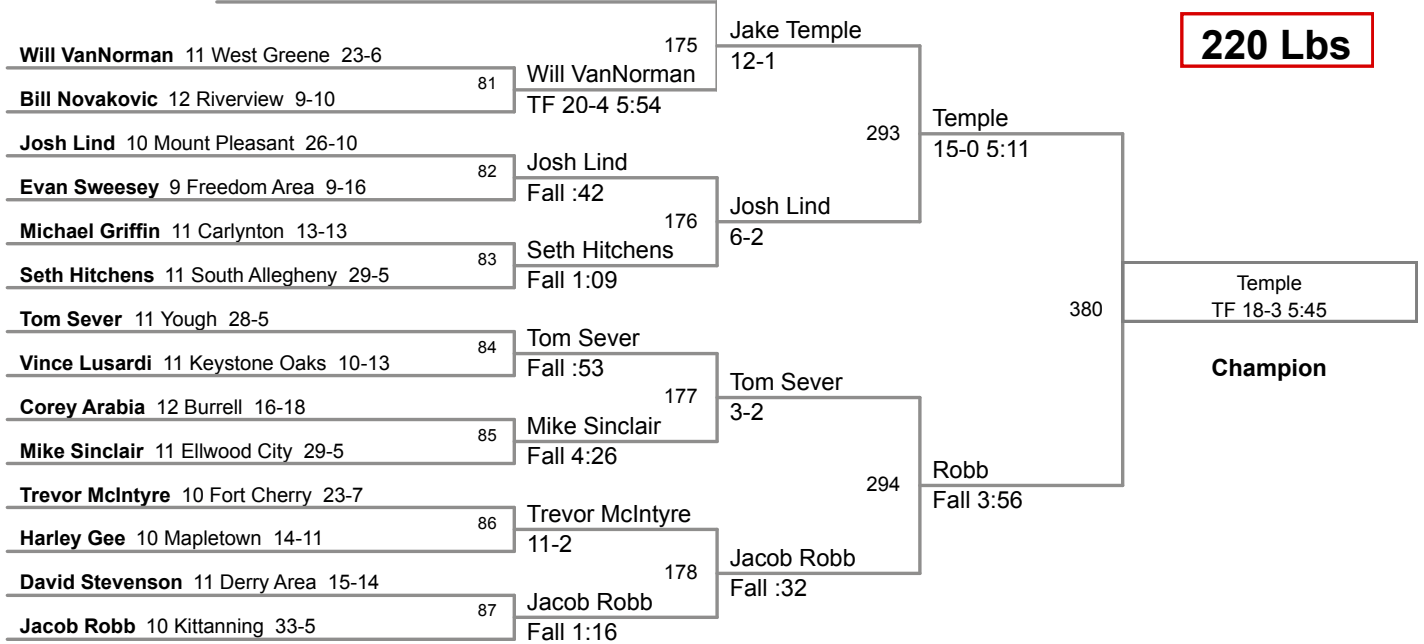 220 Lbs
Will VanNorman 11 West Greene 23-6
Bill Novakovic 12 Riverview 9-10
Josh Lind 10 Mount Pleasant 26-10
Evan Sweesey 9 Freedom Area 9-16
Michael Griffin 11 Carlynton 13-13
Seth Hitchens 11 South Allegheny 29-5
Tom Sever 11 Yough 28-5
Vince Lusardi 11 Keystone Oaks 10-13
Corey Arabia 12 Burrell 16-18
Mike Sinclair 11 Ellwood City 29-5
Trevor McIntyre 10 Fort Cherry 23-7
Harley Gee 10 Mapletown 14-11
David Stevenson 11 Derry Area 15-14
Jacob Robb 10 Kittanning 33-5
81
82
83
84
85
86
87
Will VanNorman
TF 20-4 5:54
Josh Lind
Fall :42
Seth Hitchens
Fall 1:09
Tom Sever
Fall :53
Mike Sinclair
Fall 4:26
Trevor McIntyre
11-2
Jacob Robb
Fall 1:16
175
176
177
178
Jake Temple
12-1
Josh Lind
6-2
Tom Sever
3-2
Jacob Robb
Fall :32
293
294
Temple
15-0 5:11
Robb
Fall 3:56
380
Temple
TF 18-3 5:45
Champion